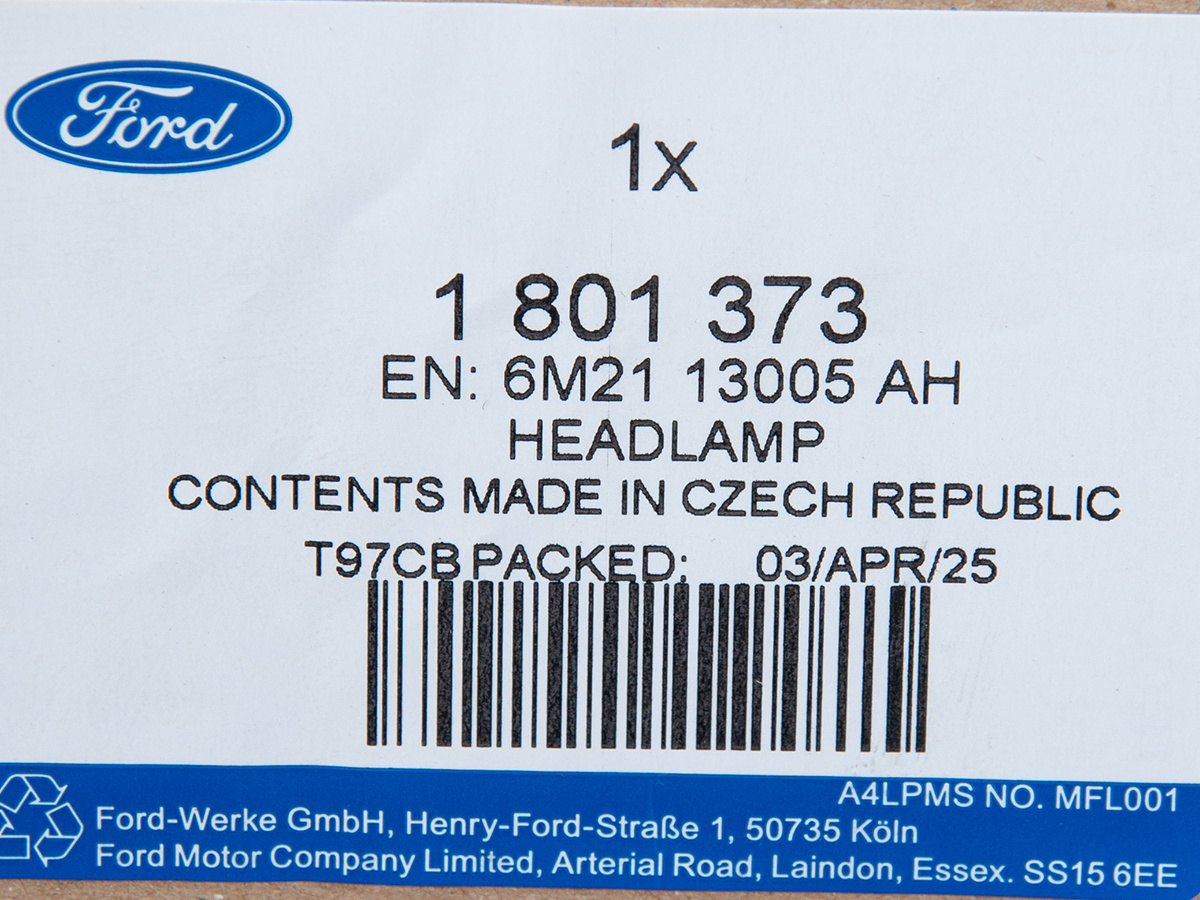 Ford
1x
1 801 373
EN: 6M21 13005 AH
HEADLAMP
CONTENTS MADE IN CZECH REPUBLIC
T97CB PACKED: 03/APR/25
A4LPMS NO. MFL001
Ford-Werke GmbH, Henry-Ford-Straße 1, 50735 Köln
Ford Motor Company Limited, Arterial Road, Laindon, Essex. SS15 6EE